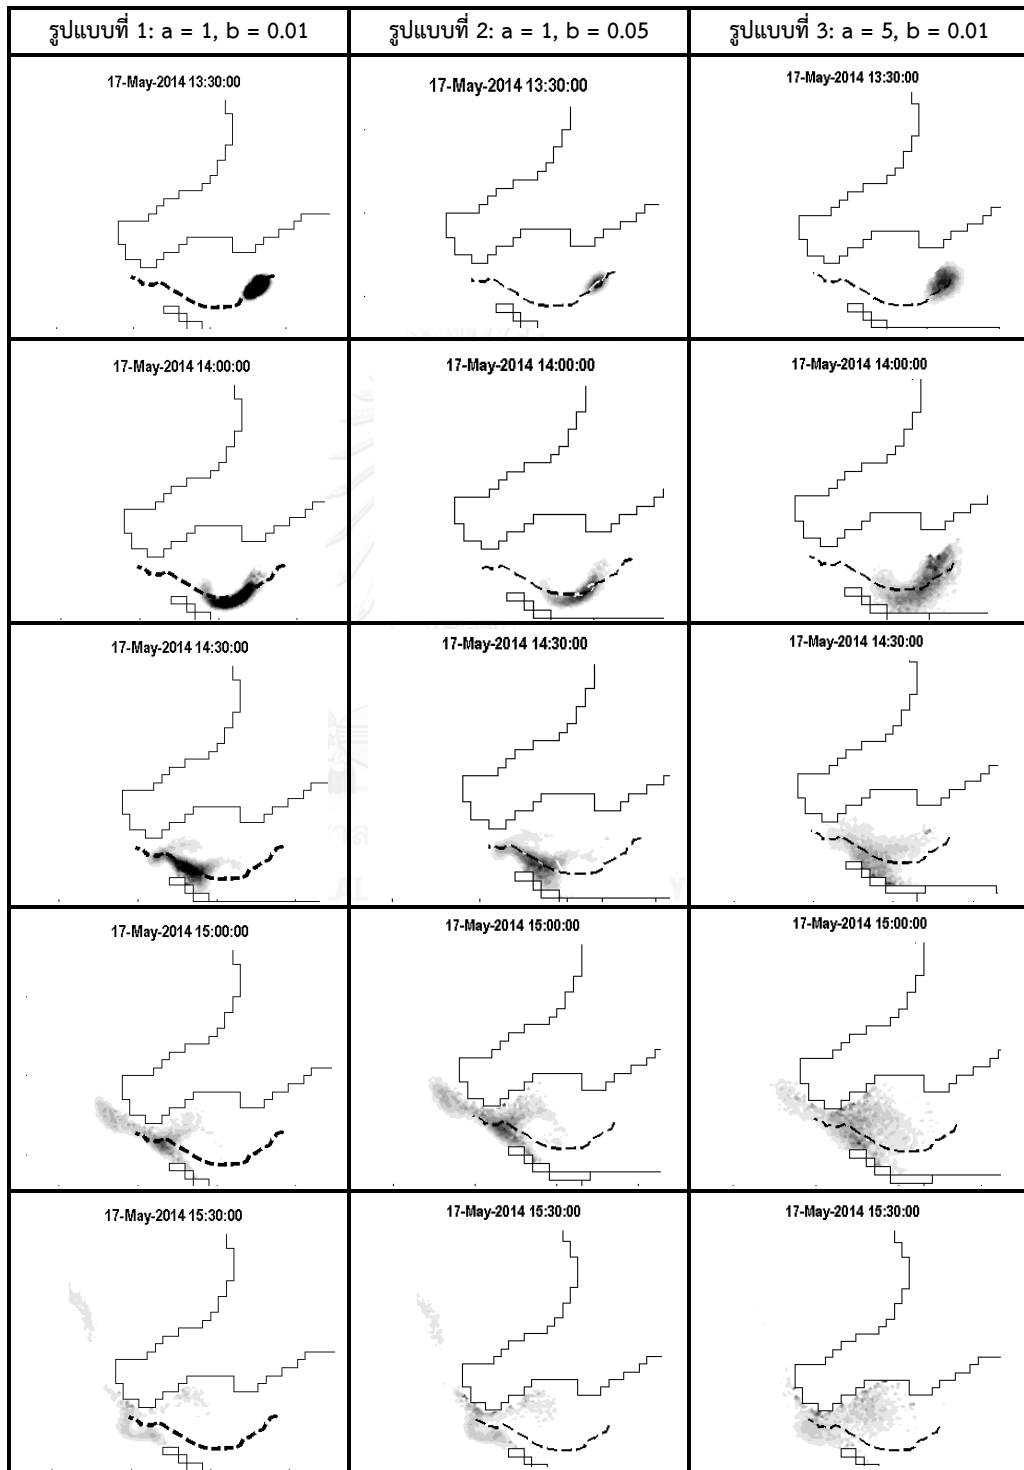 รูปแบบที่ 1: a = 1, b = 0.01 รูปแบบที่ 2: a = 1, b = 0.05 รูปแบบที่ 3: a = 5, b = 0.01
17-May-2014 13:30:00 17-May-2014 13:30:00 17-May-2014 13:30:00
17-May-2014 14:00:00 17-May-2014 14:00:00 17-May-2014 14:00:00
17-May-2014 14:30:00 17-May-2014 14:30:00 17-May-2014 14:30:00
17-May-2014 15:00:00 17-May-2014 15:00:00 17-May-2014 15:00:00
17-May-2014 15:30:00 17-May-2014 15:30:00 17-May-2014 15:30:00